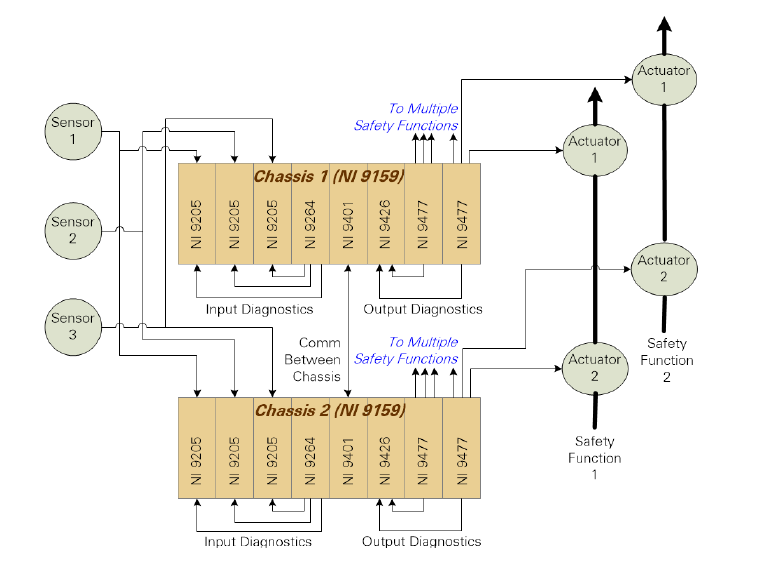 Actuator
1
To Multiple
Safety Functions
Sensor
1
Actuator
1
Chassis 1 (NI 9159)
NI 9205
NI 9205
NI 9205
NI 9264
NI 9401
NI 9426
NI 9477
NI 9477
Sensor
2
Actuator
2
Input Diagnostics
Output Diagnostics
Sensor
3
Comm
Between
Chassis
To Multiple
Safety Functions
Safety
Function
2
Actuator
2
Chassis 2 (NI 9159)
NI 9205
NI 9205
NI 9205
NI 9264
NI 9401
NI 9426
NI 9477
NI 9477
Safety
Function
1
Input Diagnostics
Output Diagnostics